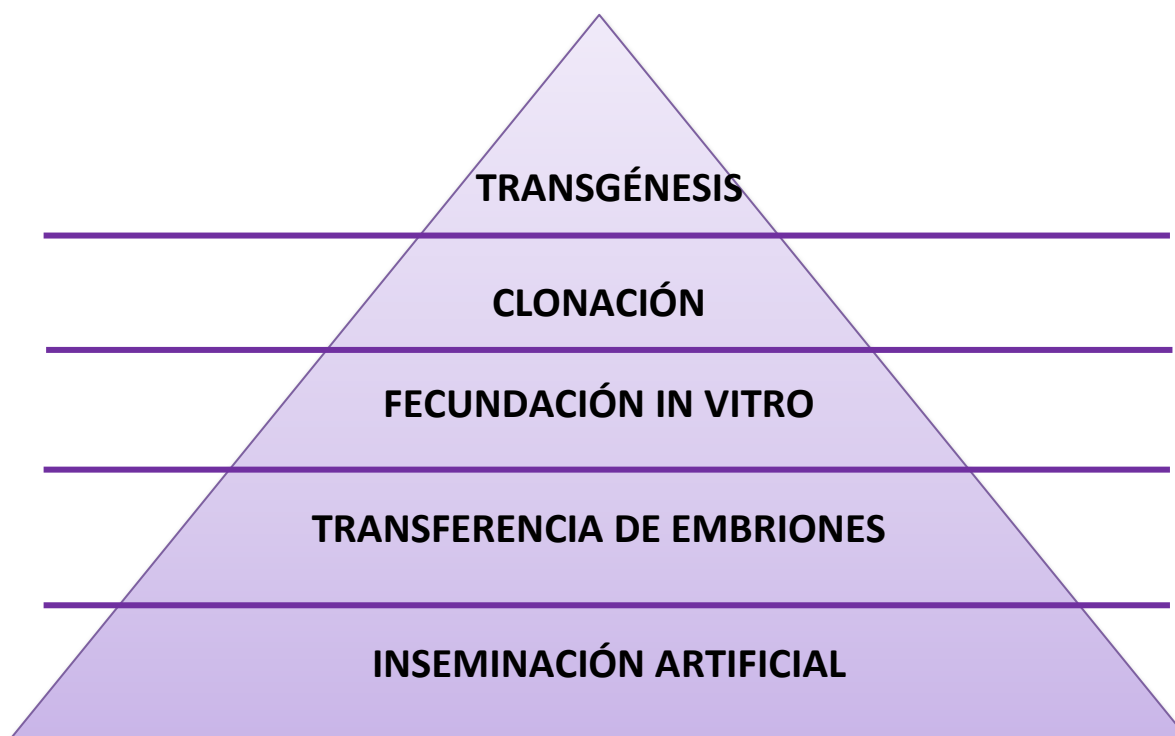 TRANSGÉNESIS
CLONACIÓN
FECUNDACIÓN IN VITRO
TRANSFERENCIA DE EMBRIONES
INSEMINACIÓN ARTIFICIAL